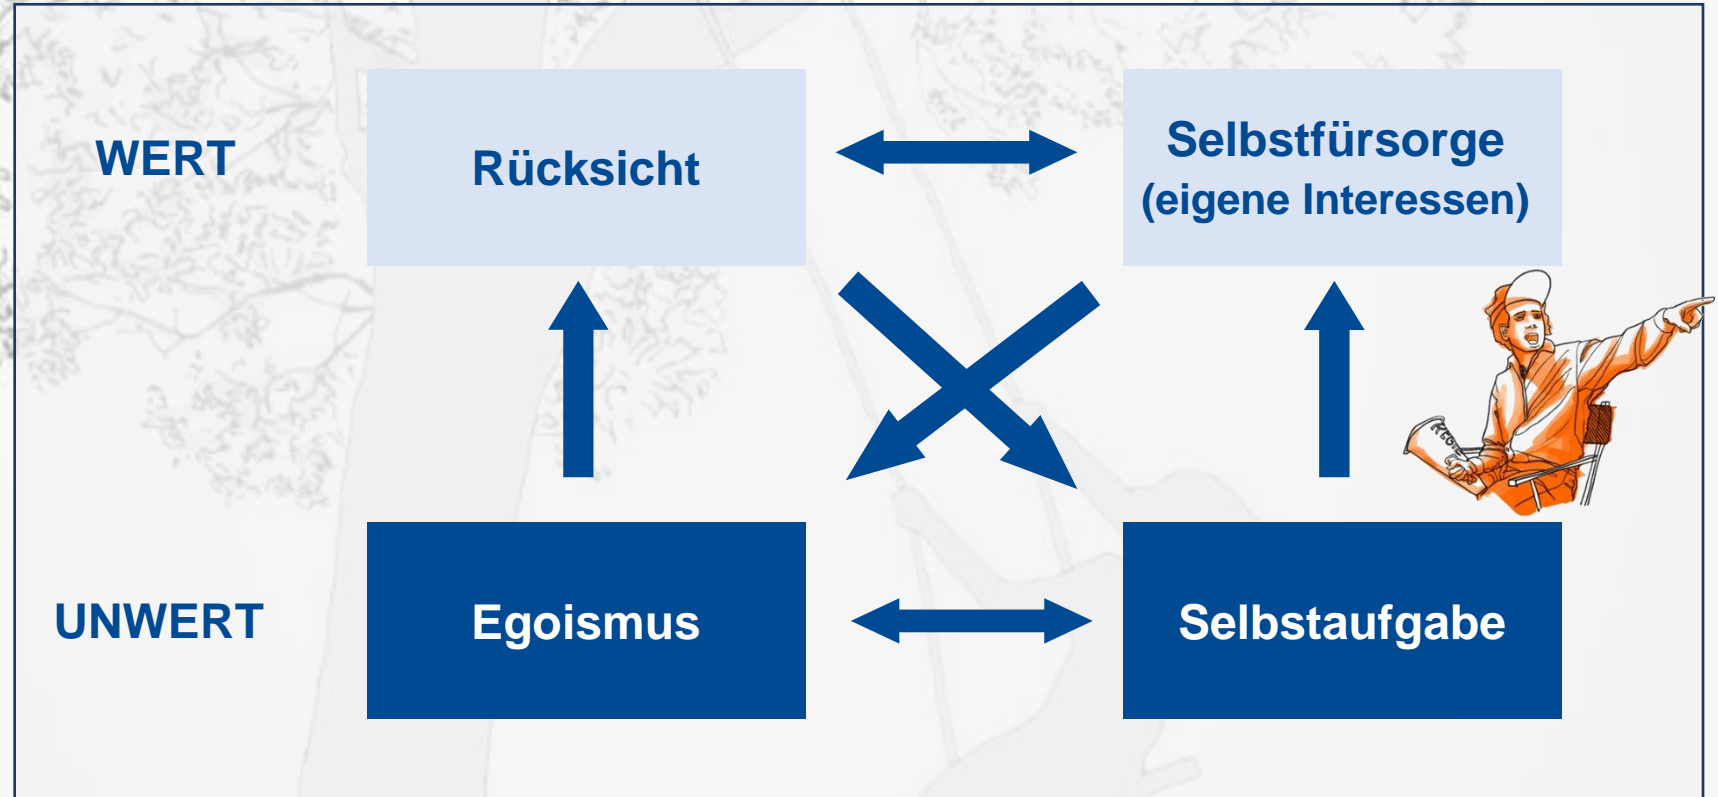 WERT
Rücksicht
Selbstfürsorge
(eigene Interessen)
UNWERT
Egoismus
Selbstaufgabe